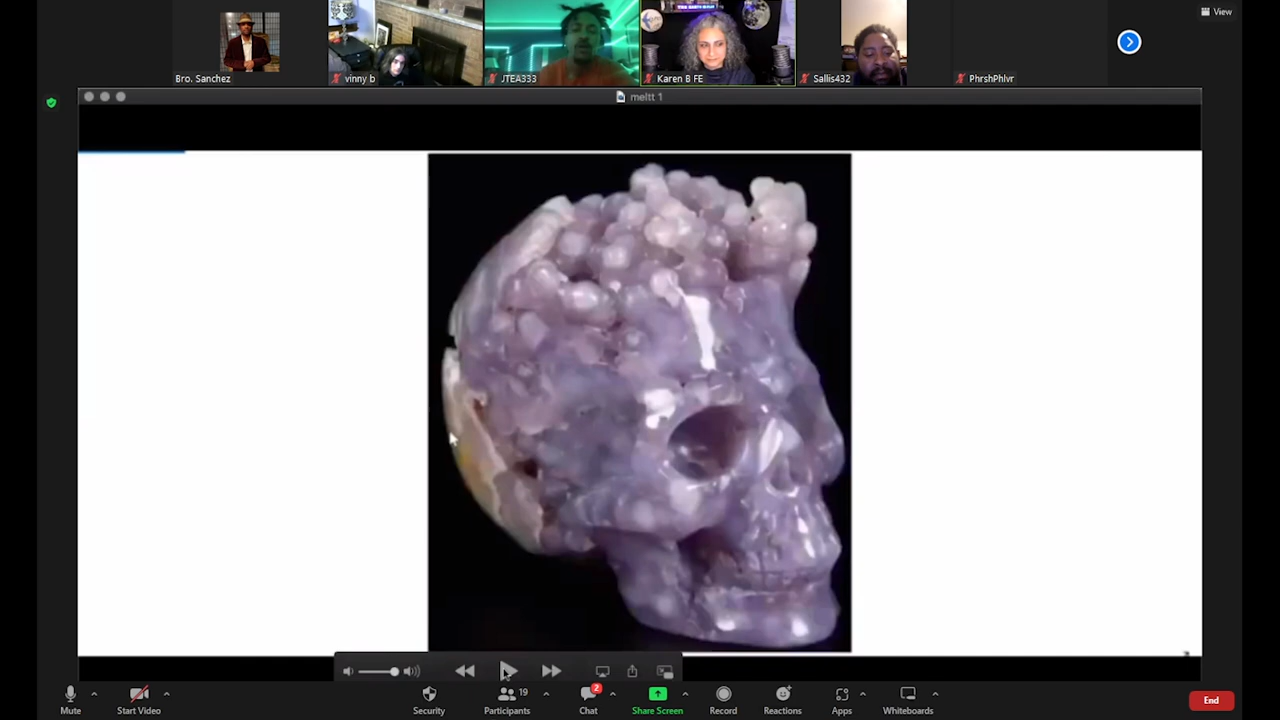 View
Bro. Sanchez
vinny b
JTEA333
Karen B FE
Sallis432
PhrshPhlvr
meltt 1
Mute
Start Video
Security
19
Participants
2
Chat
Share Screen
Record
Reactions
Apps
Whiteboards
End